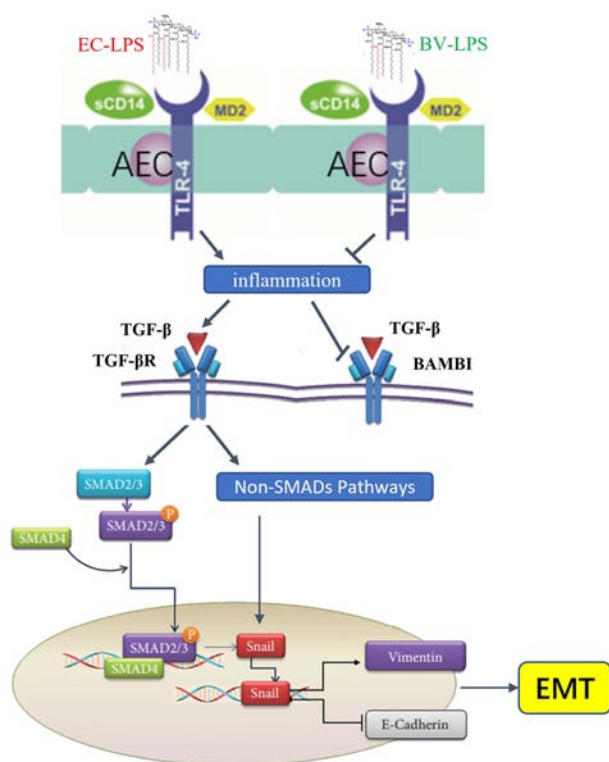 EC-LPS
BV-LPS
sCD14
MD2
sCD14
MD2
AEC
TLR-4
AEC
TLR-4
inflammation
TGF-β
TGF-β
TGF-βR
BAMBI
SMAD2/3
Non-SMADs Pathways
P
SMAD2/3
SMAD4
P
SMAD2/3
Snail
SMAD4
Vimentin
Snail
EMT
E-Cadherin